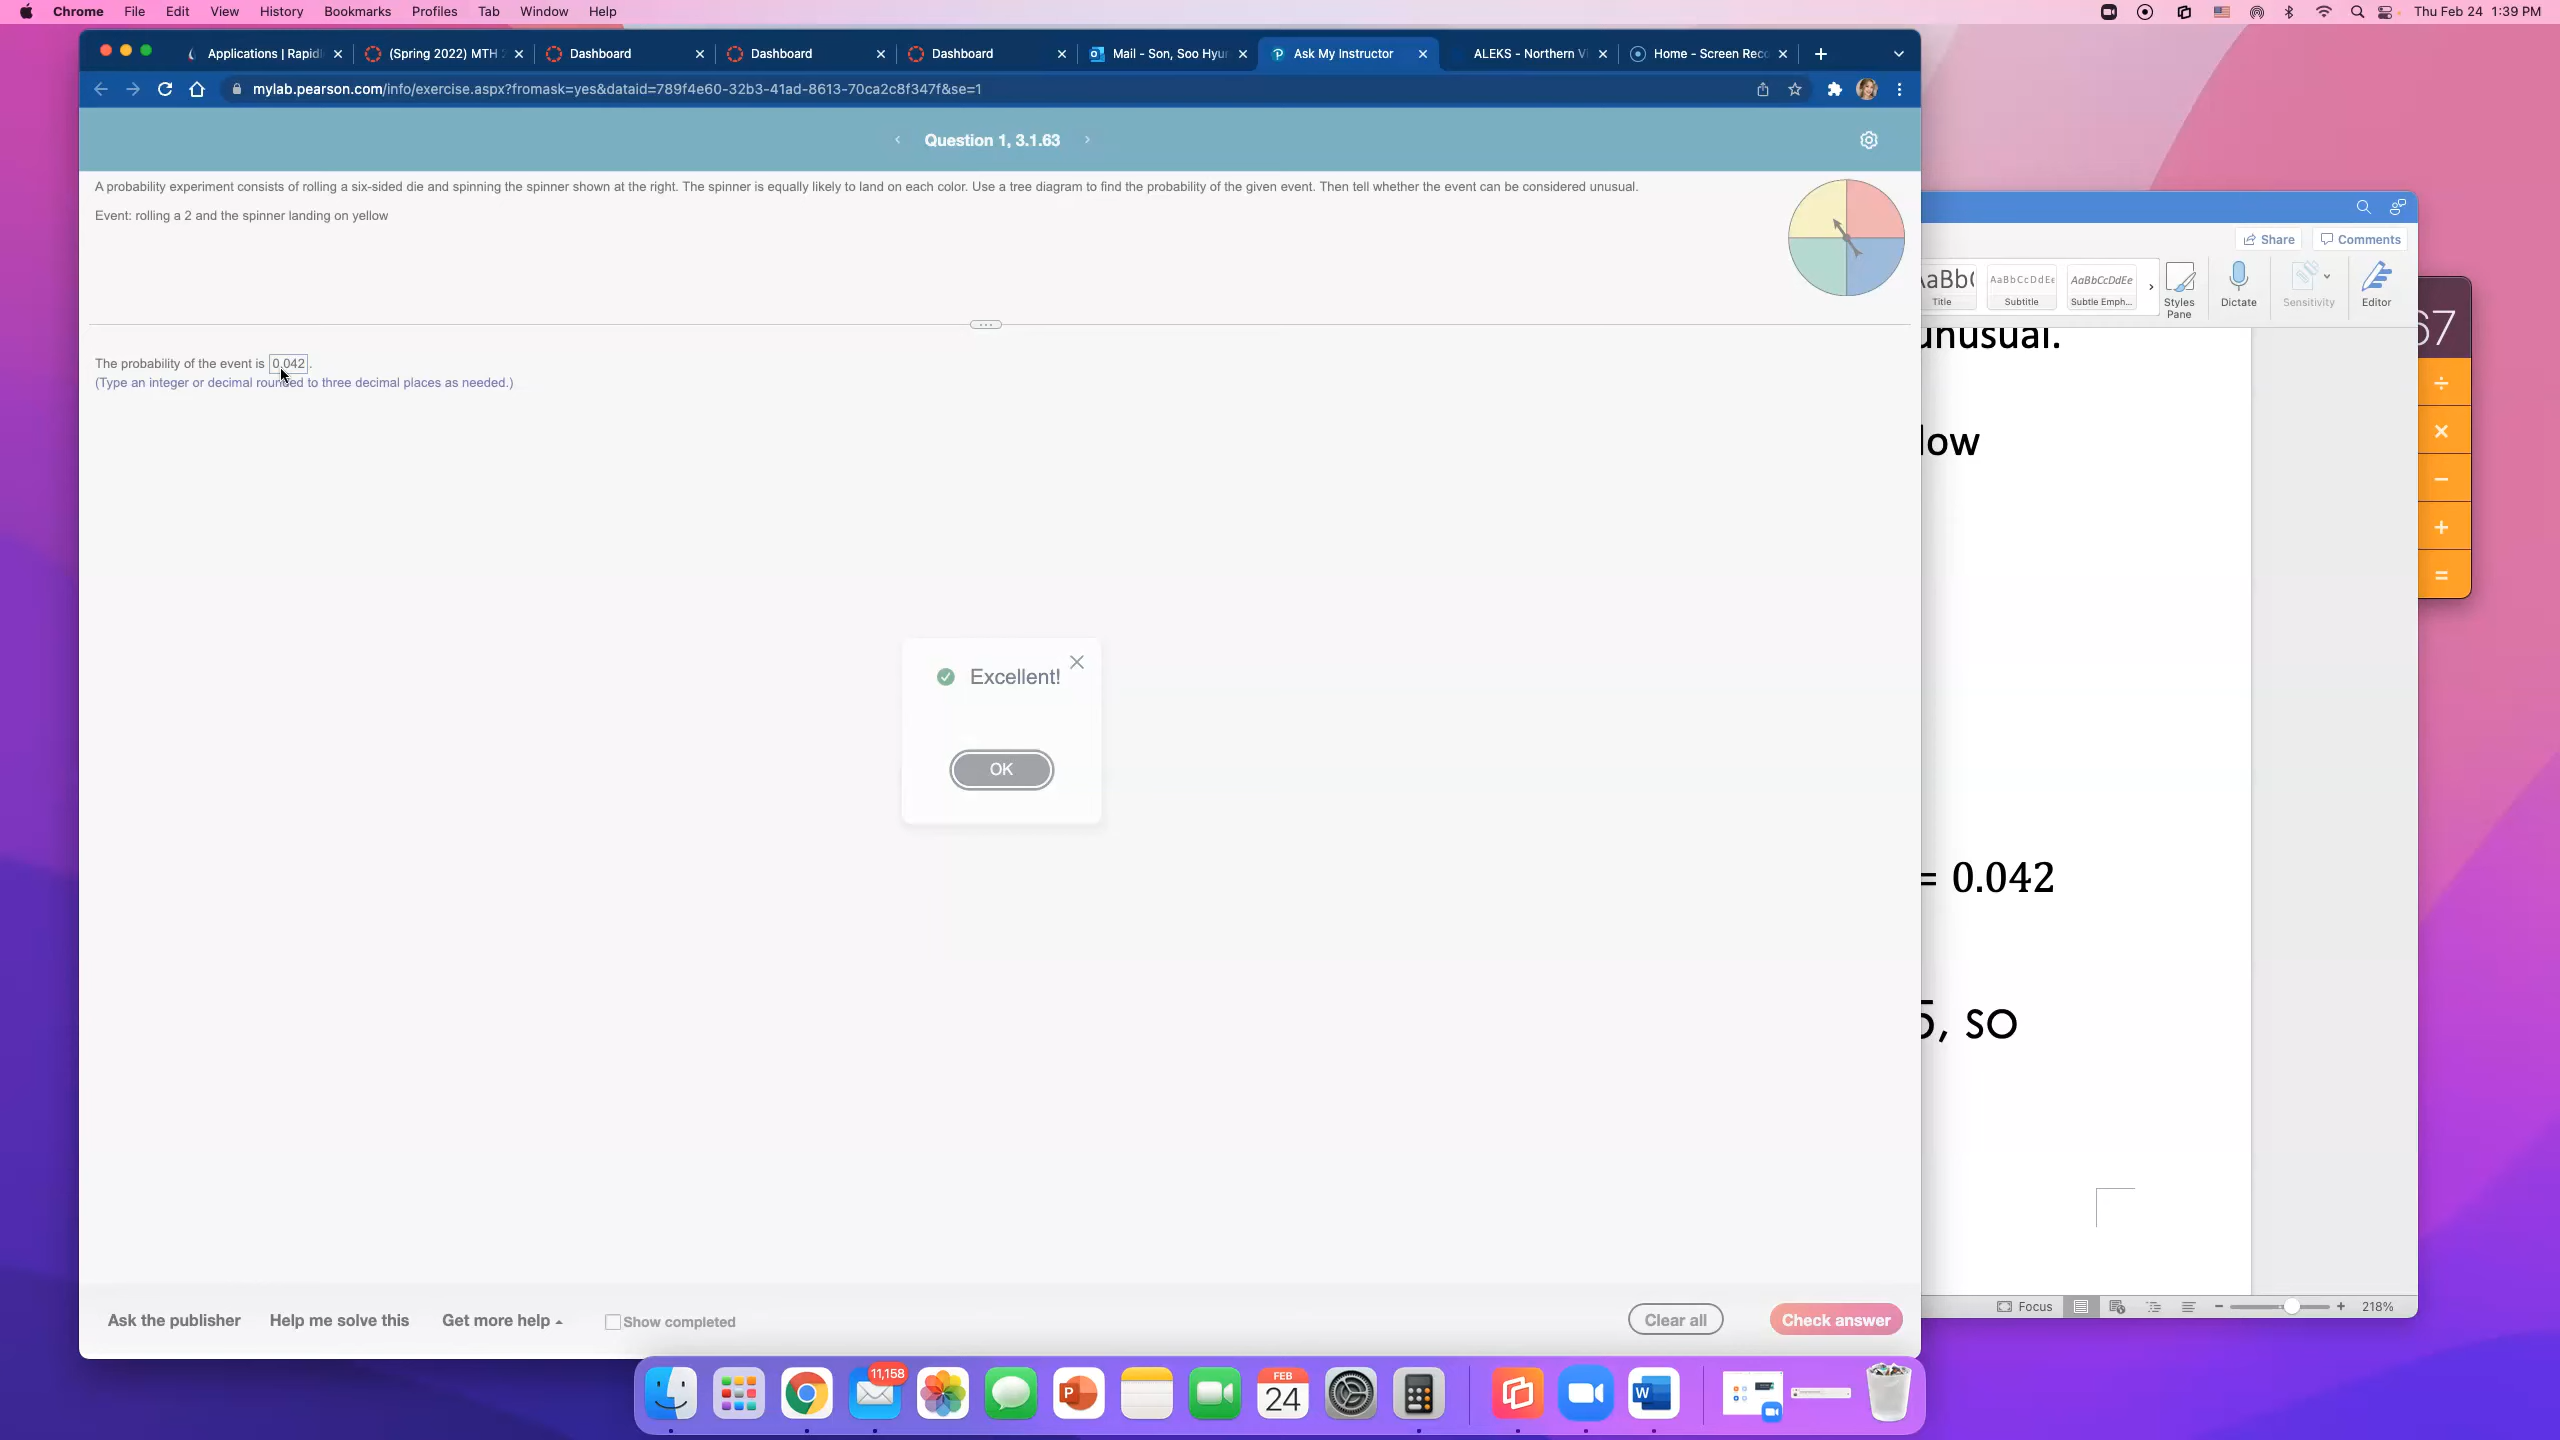 Chrome File Edit View History Bookmarks Profiles Tab Window Help Thu Feb 24 1:39 PM
Applications | Rapidl (Spring 2022) MTH Dashboard Dashboard Dashboard Mail - Son, Soo Hyu Ask My Instructor ALEKS - Northern Vi Home - Screen Rec
mylab.pearson.com/info/exercise.aspx?fromask=yes&dataid=789f4e60-32b3-41ad-8613-70ca2c8f347f&se=1
Question 1, 3.1.63
A probability experiment consists of rolling a six-sided die and spinning the spinner shown at the right. The spinner is equally likely to land on each color. Use a tree diagram to find the probability of the given event. Then tell whether the event can be considered unusual.
Event: rolling a 2 and the spinner landing on yellow
The probability of the event is 0.042.
(Type an integer or decimal rounded to three decimal places as needed.)
Excellent!
OK
Ask the publisher Help me solve this Get more help Show completed Clear all Check answer
Share Comments
AaBb( AaBbCcDdEe AaBbCcDdEe
Title Subtitle Subtle Emph... Styles Pane Dictate Sensitivity Editor
unusual.
low
= 0.042
5, so
Focus 218%
67
÷
×
−
+
=
11,158
FEB
24
P
W